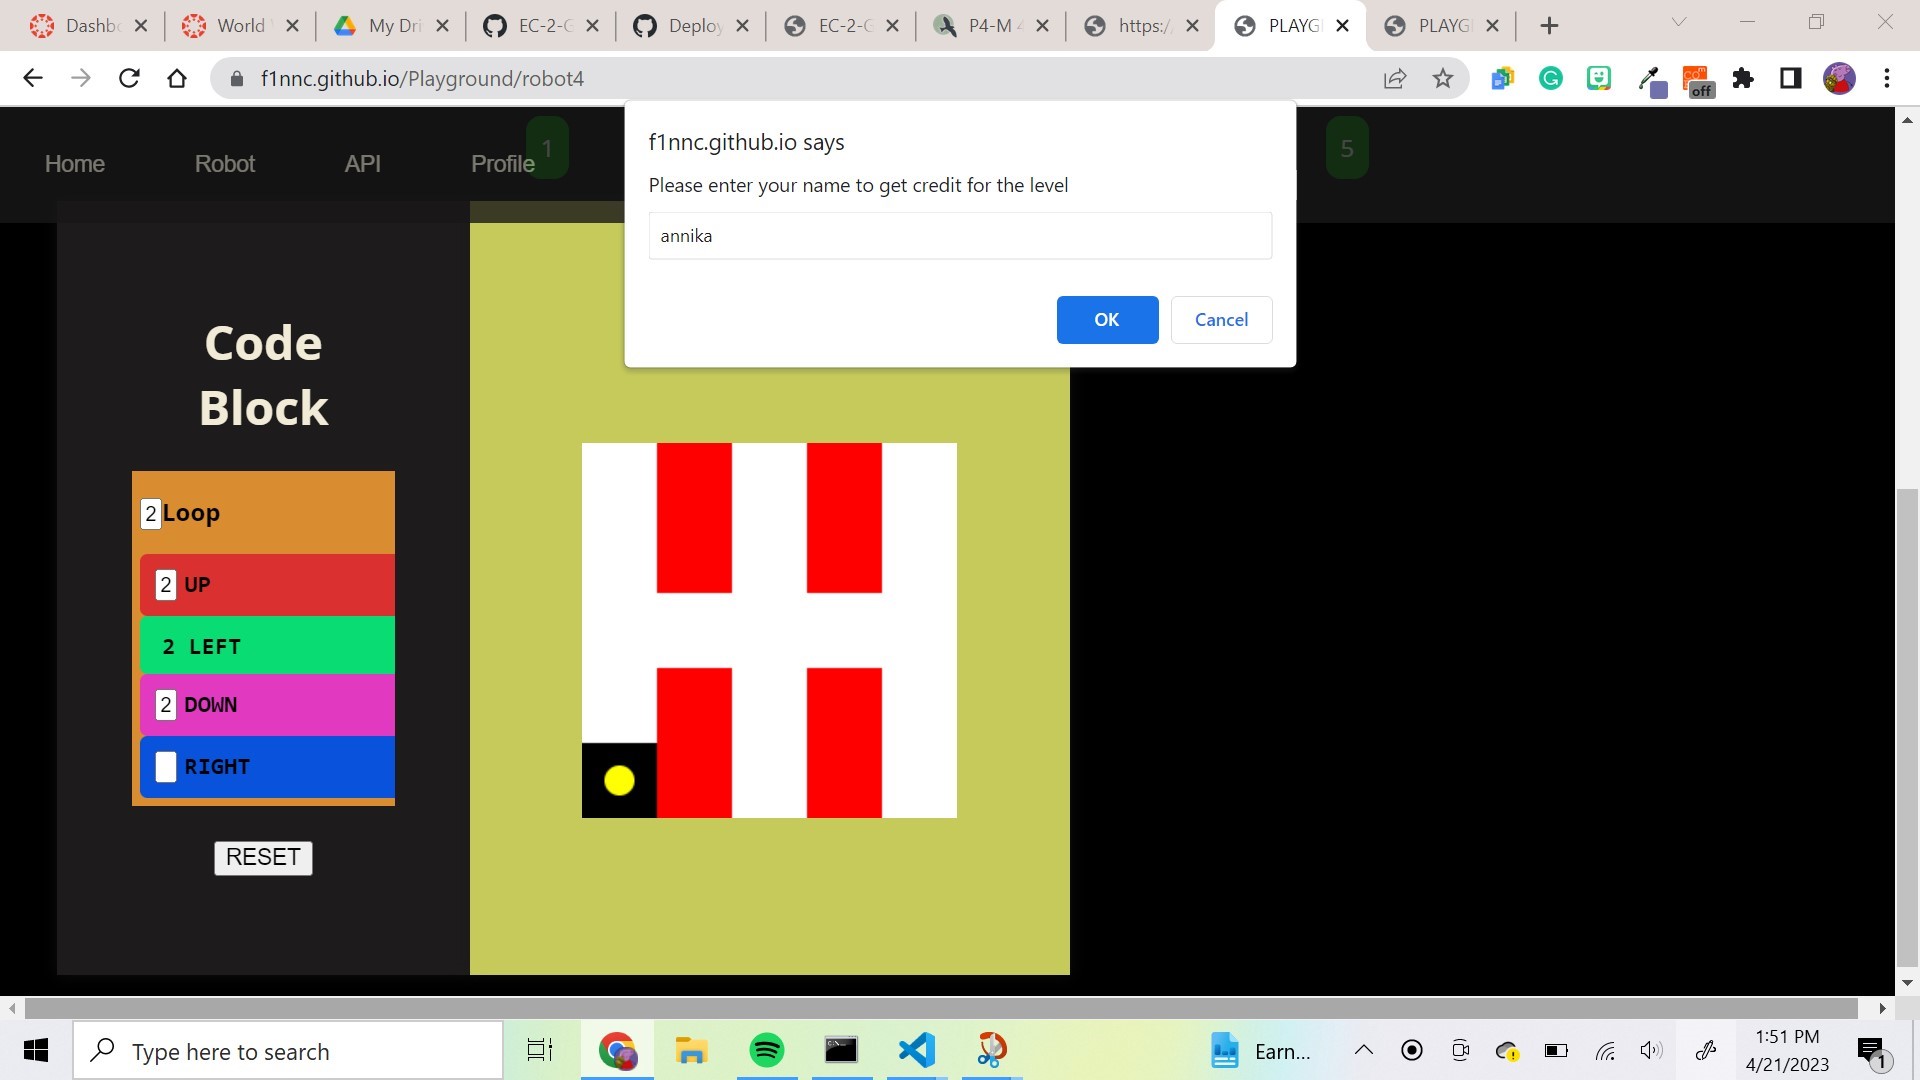 Dashbo
World
My Dri
EC-2-G
Deploy
EC-2-G
P4-M
https:/
PLAYG
PLAYG
f1nnc.github.io/Playground/robot4
off
Home
Robot
API
Profile
1
5
f1nnc.github.io says
Please enter your name to get credit for the level
annika
OK
Cancel
Code
Block
2 Loop
2 UP
2 LEFT
2 DOWN
RIGHT
RESET
Type here to search
Earn...
1:51 PM
4/21/2023
1